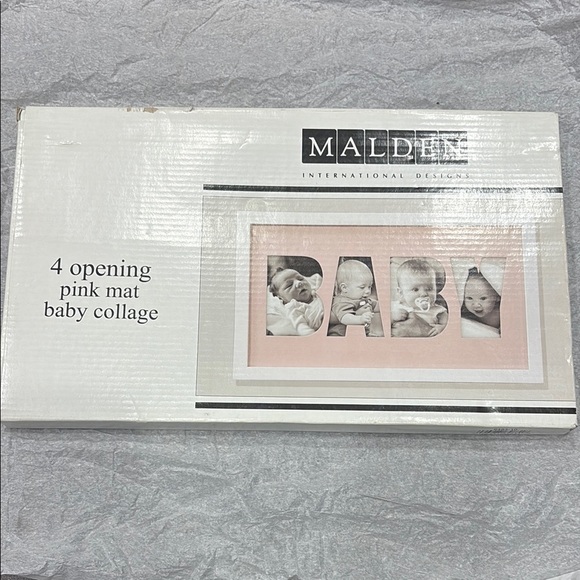 MALDEN
INTERNATIONAL DESIGNS
4 opening
pink mat
baby collage
BABY